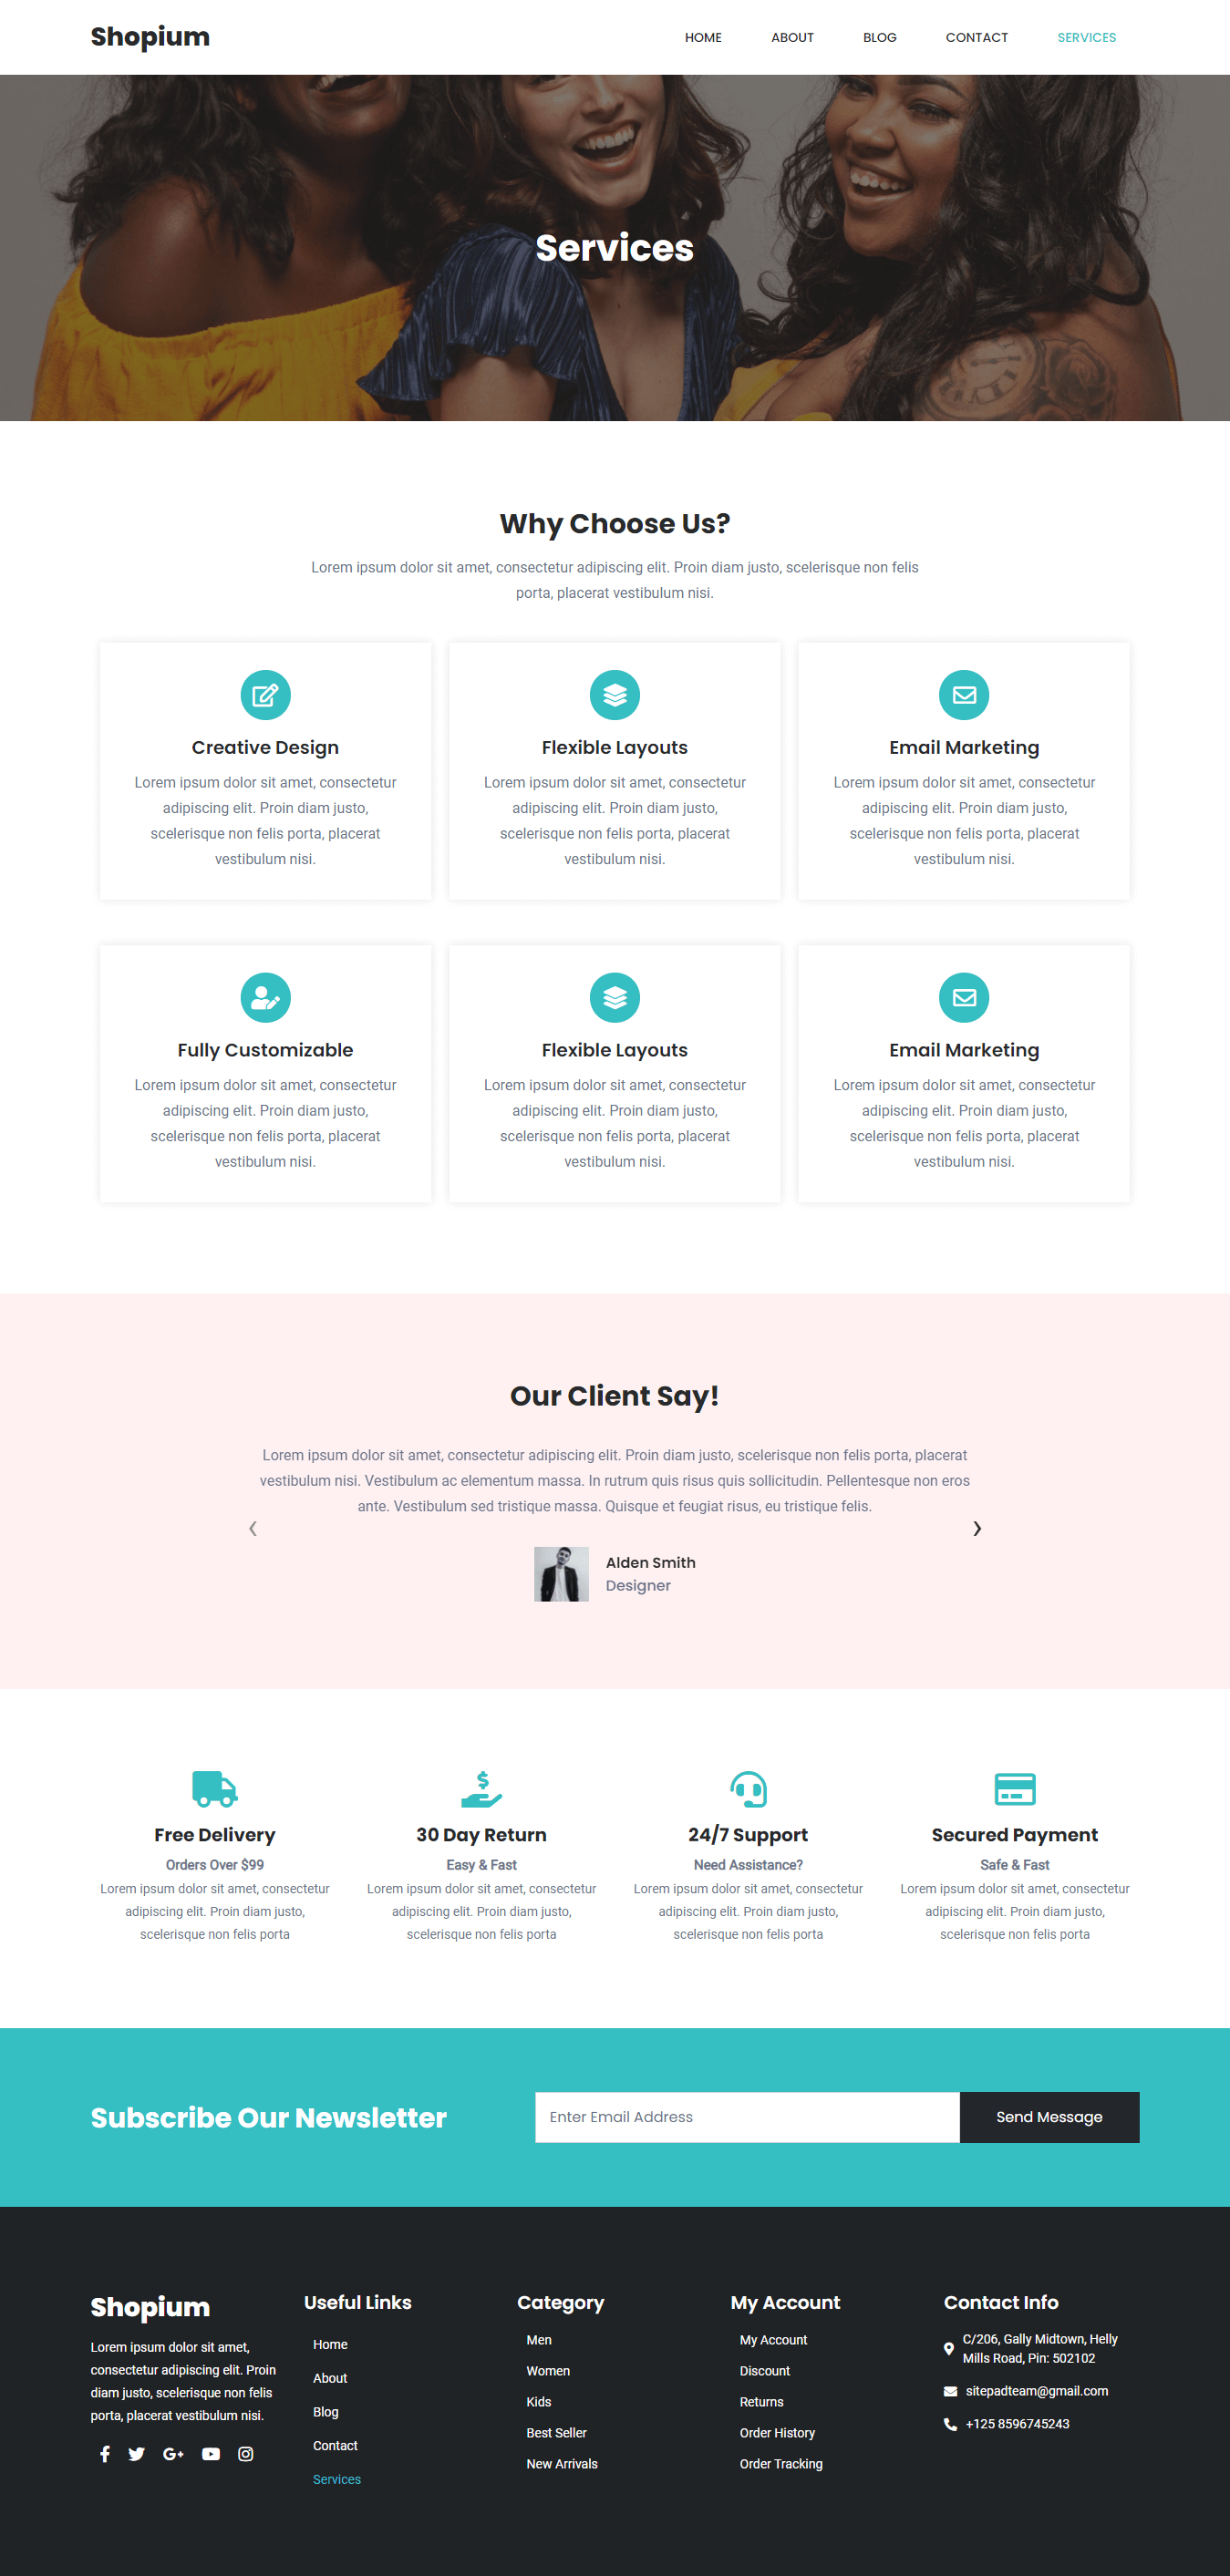 Shopium
HOME ABOUT BLOG CONTACT SERVICES
Services
Why Choose Us?
Lorem ipsum dolor sit amet, consectetur adipiscing elit. Proin diam justo, scelerisque non felis
porta, placerat vestibulum nisi.
Creative Design
Lorem ipsum dolor sit amet, consectetur
adipiscing elit. Proin diam justo,
scelerisque non felis porta, placerat
vestibulum nisi.
Flexible Layouts
Lorem ipsum dolor sit amet, consectetur
adipiscing elit. Proin diam justo,
scelerisque non felis porta, placerat
vestibulum nisi.
Email Marketing
Lorem ipsum dolor sit amet, consectetur
adipiscing elit. Proin diam justo,
scelerisque non felis porta, placerat
vestibulum nisi.
Fully Customizable
Lorem ipsum dolor sit amet, consectetur
adipiscing elit. Proin diam justo,
scelerisque non felis porta, placerat
vestibulum nisi.
Flexible Layouts
Lorem ipsum dolor sit amet, consectetur
adipiscing elit. Proin diam justo,
scelerisque non felis porta, placerat
vestibulum nisi.
Email Marketing
Lorem ipsum dolor sit amet, consectetur
adipiscing elit. Proin diam justo,
scelerisque non felis porta, placerat
vestibulum nisi.
Our Client Say!
Lorem ipsum dolor sit amet, consectetur adipiscing elit. Proin diam justo, scelerisque non felis porta, placerat
vestibulum nisi. Vestibulum ac elementum massa. In rutrum quis risus quis sollicitudin. Pellentesque non eros
ante. Vestibulum sed tristique massa. Quisque et feugiat risus, eu tristique felis.
Alden Smith
Designer
Free Delivery
Orders Over $99
Lorem ipsum dolor sit amet, consectetur
adipiscing elit. Proin diam justo,
scelerisque non felis porta
30 Day Return
Easy & Fast
Lorem ipsum dolor sit amet, consectetur
adipiscing elit. Proin diam justo,
scelerisque non felis porta
24/7 Support
Need Assistance?
Lorem ipsum dolor sit amet, consectetur
adipiscing elit. Proin diam justo,
scelerisque non felis porta
Secured Payment
Safe & Fast
Lorem ipsum dolor sit amet, consectetur
adipiscing elit. Proin diam justo,
scelerisque non felis porta
Subscribe Our Newsletter
Enter Email Address
Send Message
Shopium
Lorem ipsum dolor sit amet,
consectetur adipiscing elit. Proin
diam justo, scelerisque non felis
porta, placerat vestibulum nisi.
Useful Links
Home
About
Blog
Contact
Services
Category
Men
Women
Kids
Best Seller
New Arrivals
My Account
My Account
Discount
Returns
Order History
Order Tracking
Contact Info
C/206, Gally Midtown, Helly
Mills Road, Pin: 502102
sitepadteam@gmail.com
+125 8596745243